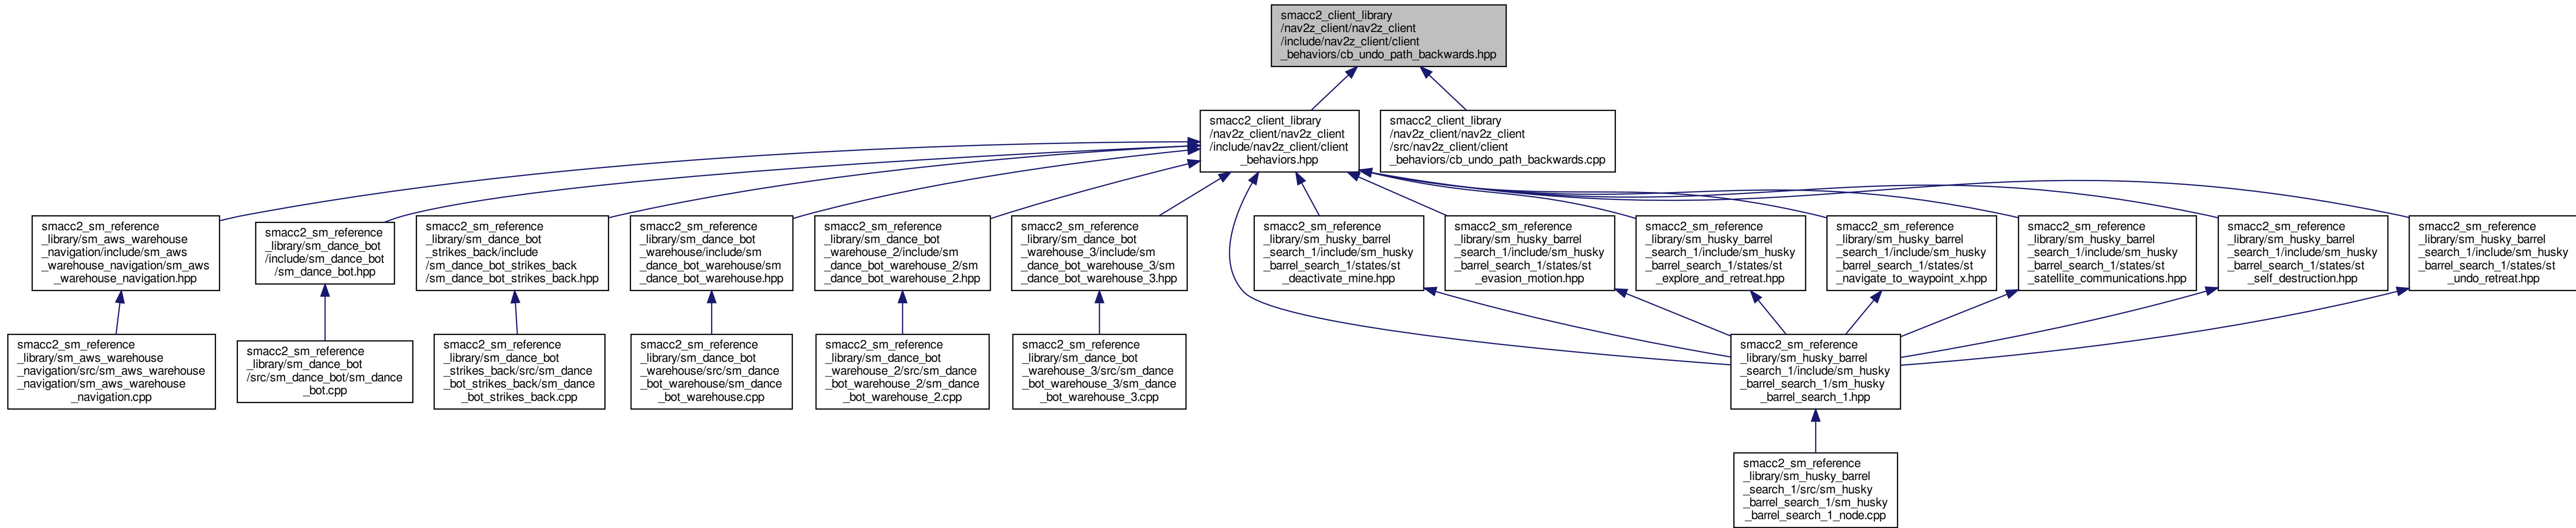 smacc2_client_library
/nav2z_client/nav2z_client
/include/nav2z_client/client
_behaviors/cb_undo_path_backwards.hpp
smacc2_client_library
/nav2z_client/nav2z_client
/include/nav2z_client/client
_behaviors.hpp
smacc2_client_library
/nav2z_client/nav2z_client
/src/nav2z_client/client
_behaviors/cb_undo_path_backwards.cpp
smacc2_sm_reference
_library/sm_aws_warehouse
_navigation/include/sm_aws
_warehouse_navigation/sm_aws
_warehouse_navigation.hpp
smacc2_sm_reference
_library/sm_dance_bot
/include/sm_dance_bot
/sm_dance_bot.hpp
smacc2_sm_reference
_library/sm_dance_bot
_strikes_back/include
/sm_dance_bot_strikes_back
/sm_dance_bot_strikes_back.hpp
smacc2_sm_reference
_library/sm_dance_bot
_warehouse/include/sm
_dance_bot_warehouse/sm
_dance_bot_warehouse.hpp
smacc2_sm_reference
_library/sm_dance_bot
_warehouse_2/include/sm
_dance_bot_warehouse_2/sm
_dance_bot_warehouse_2.hpp
smacc2_sm_reference
_library/sm_dance_bot
_warehouse_3/include/sm
_dance_bot_warehouse_3/sm
_dance_bot_warehouse_3.hpp
smacc2_sm_reference
_library/sm_husky_barrel
_search_1/include/sm_husky
_barrel_search_1/states/st
_deactivate_mine.hpp
smacc2_sm_reference
_library/sm_husky_barrel
_search_1/include/sm_husky
_barrel_search_1/states/st
_evasion_motion.hpp
smacc2_sm_reference
_library/sm_husky_barrel
_search_1/include/sm_husky
_barrel_search_1/states/st
_explore_and_retreat.hpp
smacc2_sm_reference
_library/sm_husky_barrel
_search_1/include/sm_husky
_barrel_search_1/states/st
_navigate_to_waypoint_x.hpp
smacc2_sm_reference
_library/sm_husky_barrel
_search_1/include/sm_husky
_barrel_search_1/states/st
_satellite_communications.hpp
smacc2_sm_reference
_library/sm_husky_barrel
_search_1/include/sm_husky
_barrel_search_1/states/st
_self_destruction.hpp
smacc2_sm_reference
_library/sm_husky_barrel
_search_1/include/sm_husky
_barrel_search_1/states/st
_undo_retreat.hpp
smacc2_sm_reference
_library/sm_aws_warehouse
_navigation/src/sm_aws_warehouse
_navigation/sm_aws_warehouse
_navigation.cpp
smacc2_sm_reference
_library/sm_dance_bot
/src/sm_dance_bot/sm_dance
_bot.cpp
smacc2_sm_reference
_library/sm_dance_bot
_strikes_back/src/sm_dance
_bot_strikes_back/sm_dance
_bot_strikes_back.cpp
smacc2_sm_reference
_library/sm_dance_bot
_warehouse/src/sm_dance
_bot_warehouse/sm_dance
_bot_warehouse.cpp
smacc2_sm_reference
_library/sm_dance_bot
_warehouse_2/src/sm_dance
_bot_warehouse_2/sm_dance
_bot_warehouse_2.cpp
smacc2_sm_reference
_library/sm_dance_bot
_warehouse_3/src/sm_dance
_bot_warehouse_3/sm_dance
_bot_warehouse_3.cpp
smacc2_sm_reference
_library/sm_husky_barrel
_search_1/include/sm_husky
_barrel_search_1/sm_husky
_barrel_search_1.hpp
smacc2_sm_reference
_library/sm_husky_barrel
_search_1/src/sm_husky
_barrel_search_1/sm_husky
_barrel_search_1_node.cpp